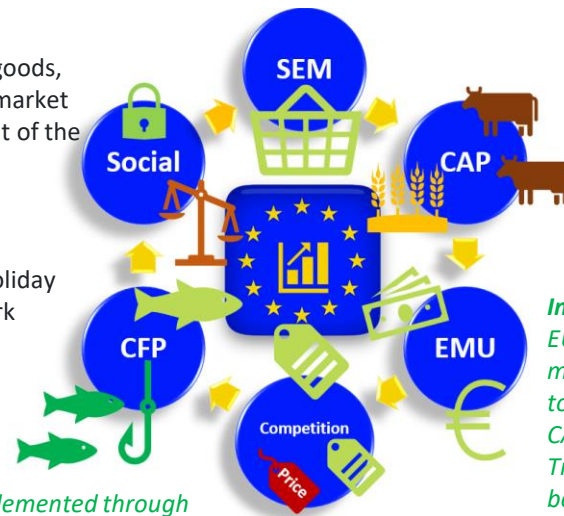 goods,
market
t of the
SEM
Social
CAP
oliday
rk
CFP
EMU
Competition
Price
In
EU
m
to
CA
Tr
be
lemented through